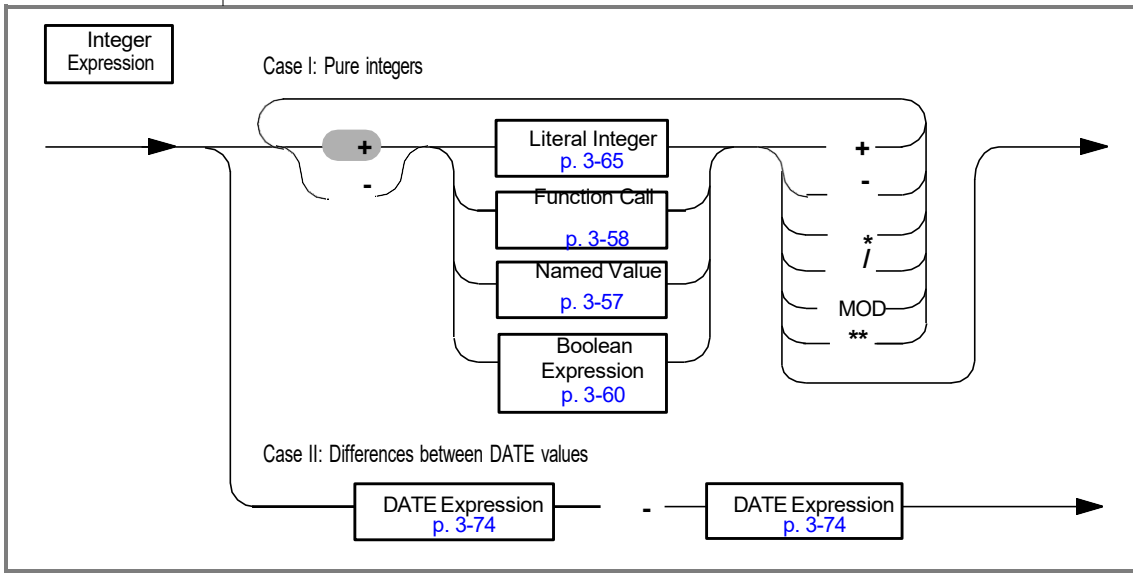 Integer
Expression
Case I: Pure integers
+
-
Literal Integer
p. 3-65
Function Call
p. 3-58
Named Value
p. 3-57
Boolean
Expression
p. 3-60
+
-
*
/
MOD
**
Case II: Differences between DATE values
DATE Expression
p. 3-74
-
DATE Expression
p. 3-74